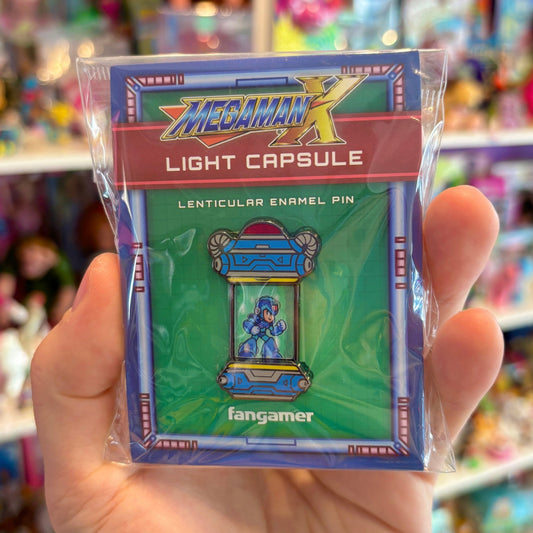 MEGAMAN X
LIGHT CAPSULE
LENTICULAR ENAMEL PIN
fangamer